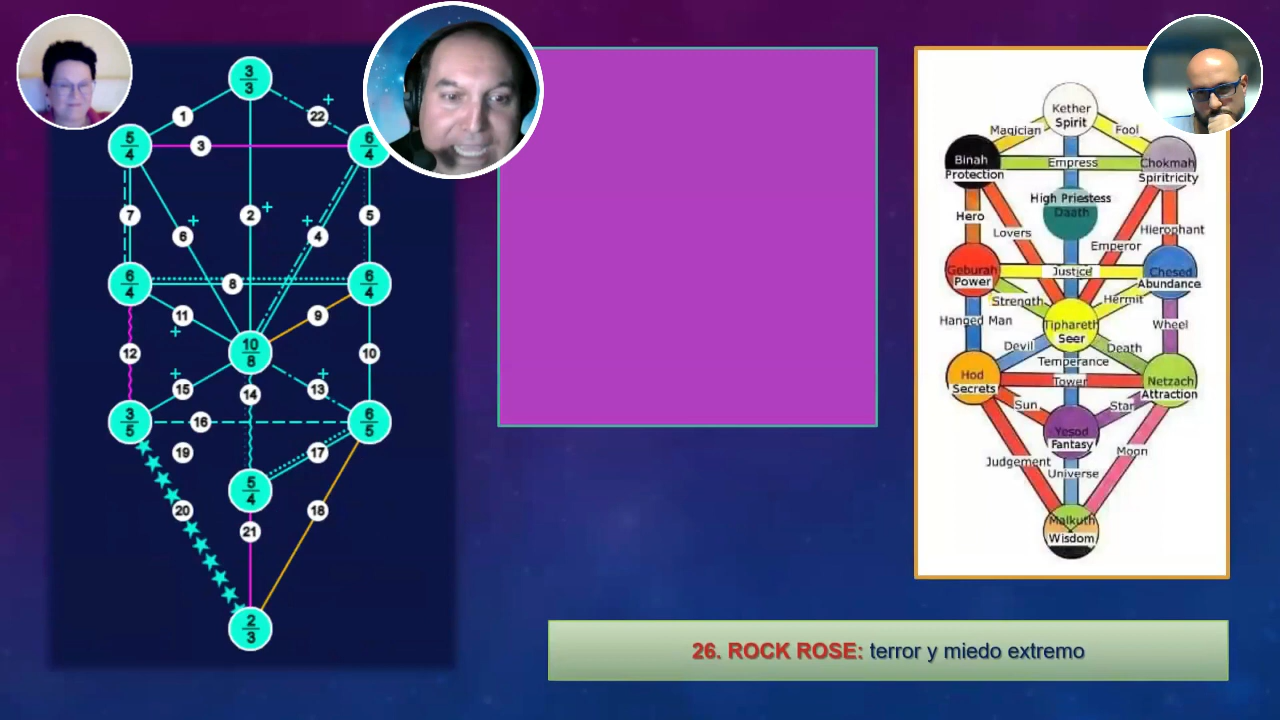 3
3
1
22
+
5
4
3
6
4
7
6
+
2
+
+
4
5
6
4
8
6
4
11
+
9
12
10
8
10
+
15
14
+
13
3
5
16
6
5
19
17
5
4
20
18
21
2
3
Kether
Spirit
Magician
Fool
Binah
Protection
Empress
Chokmah
Spiritricity
High Priestess
Daath
Hero
Lovers
Emperor
Hierophant
Geburah
Power
Justice
Chesed
Abundance
Strength
Hermit
Hanged Man
Tiphareth
Seer
Wheel
Devil
Death
Temperance
Hod
Secrets
Tower
Netzach
Attraction
Sun
Star
Yesod
Fantasy
Judgement
Moon
Universe
Malkuth
Wisdom
26. ROCK ROSE: terror y miedo extremo